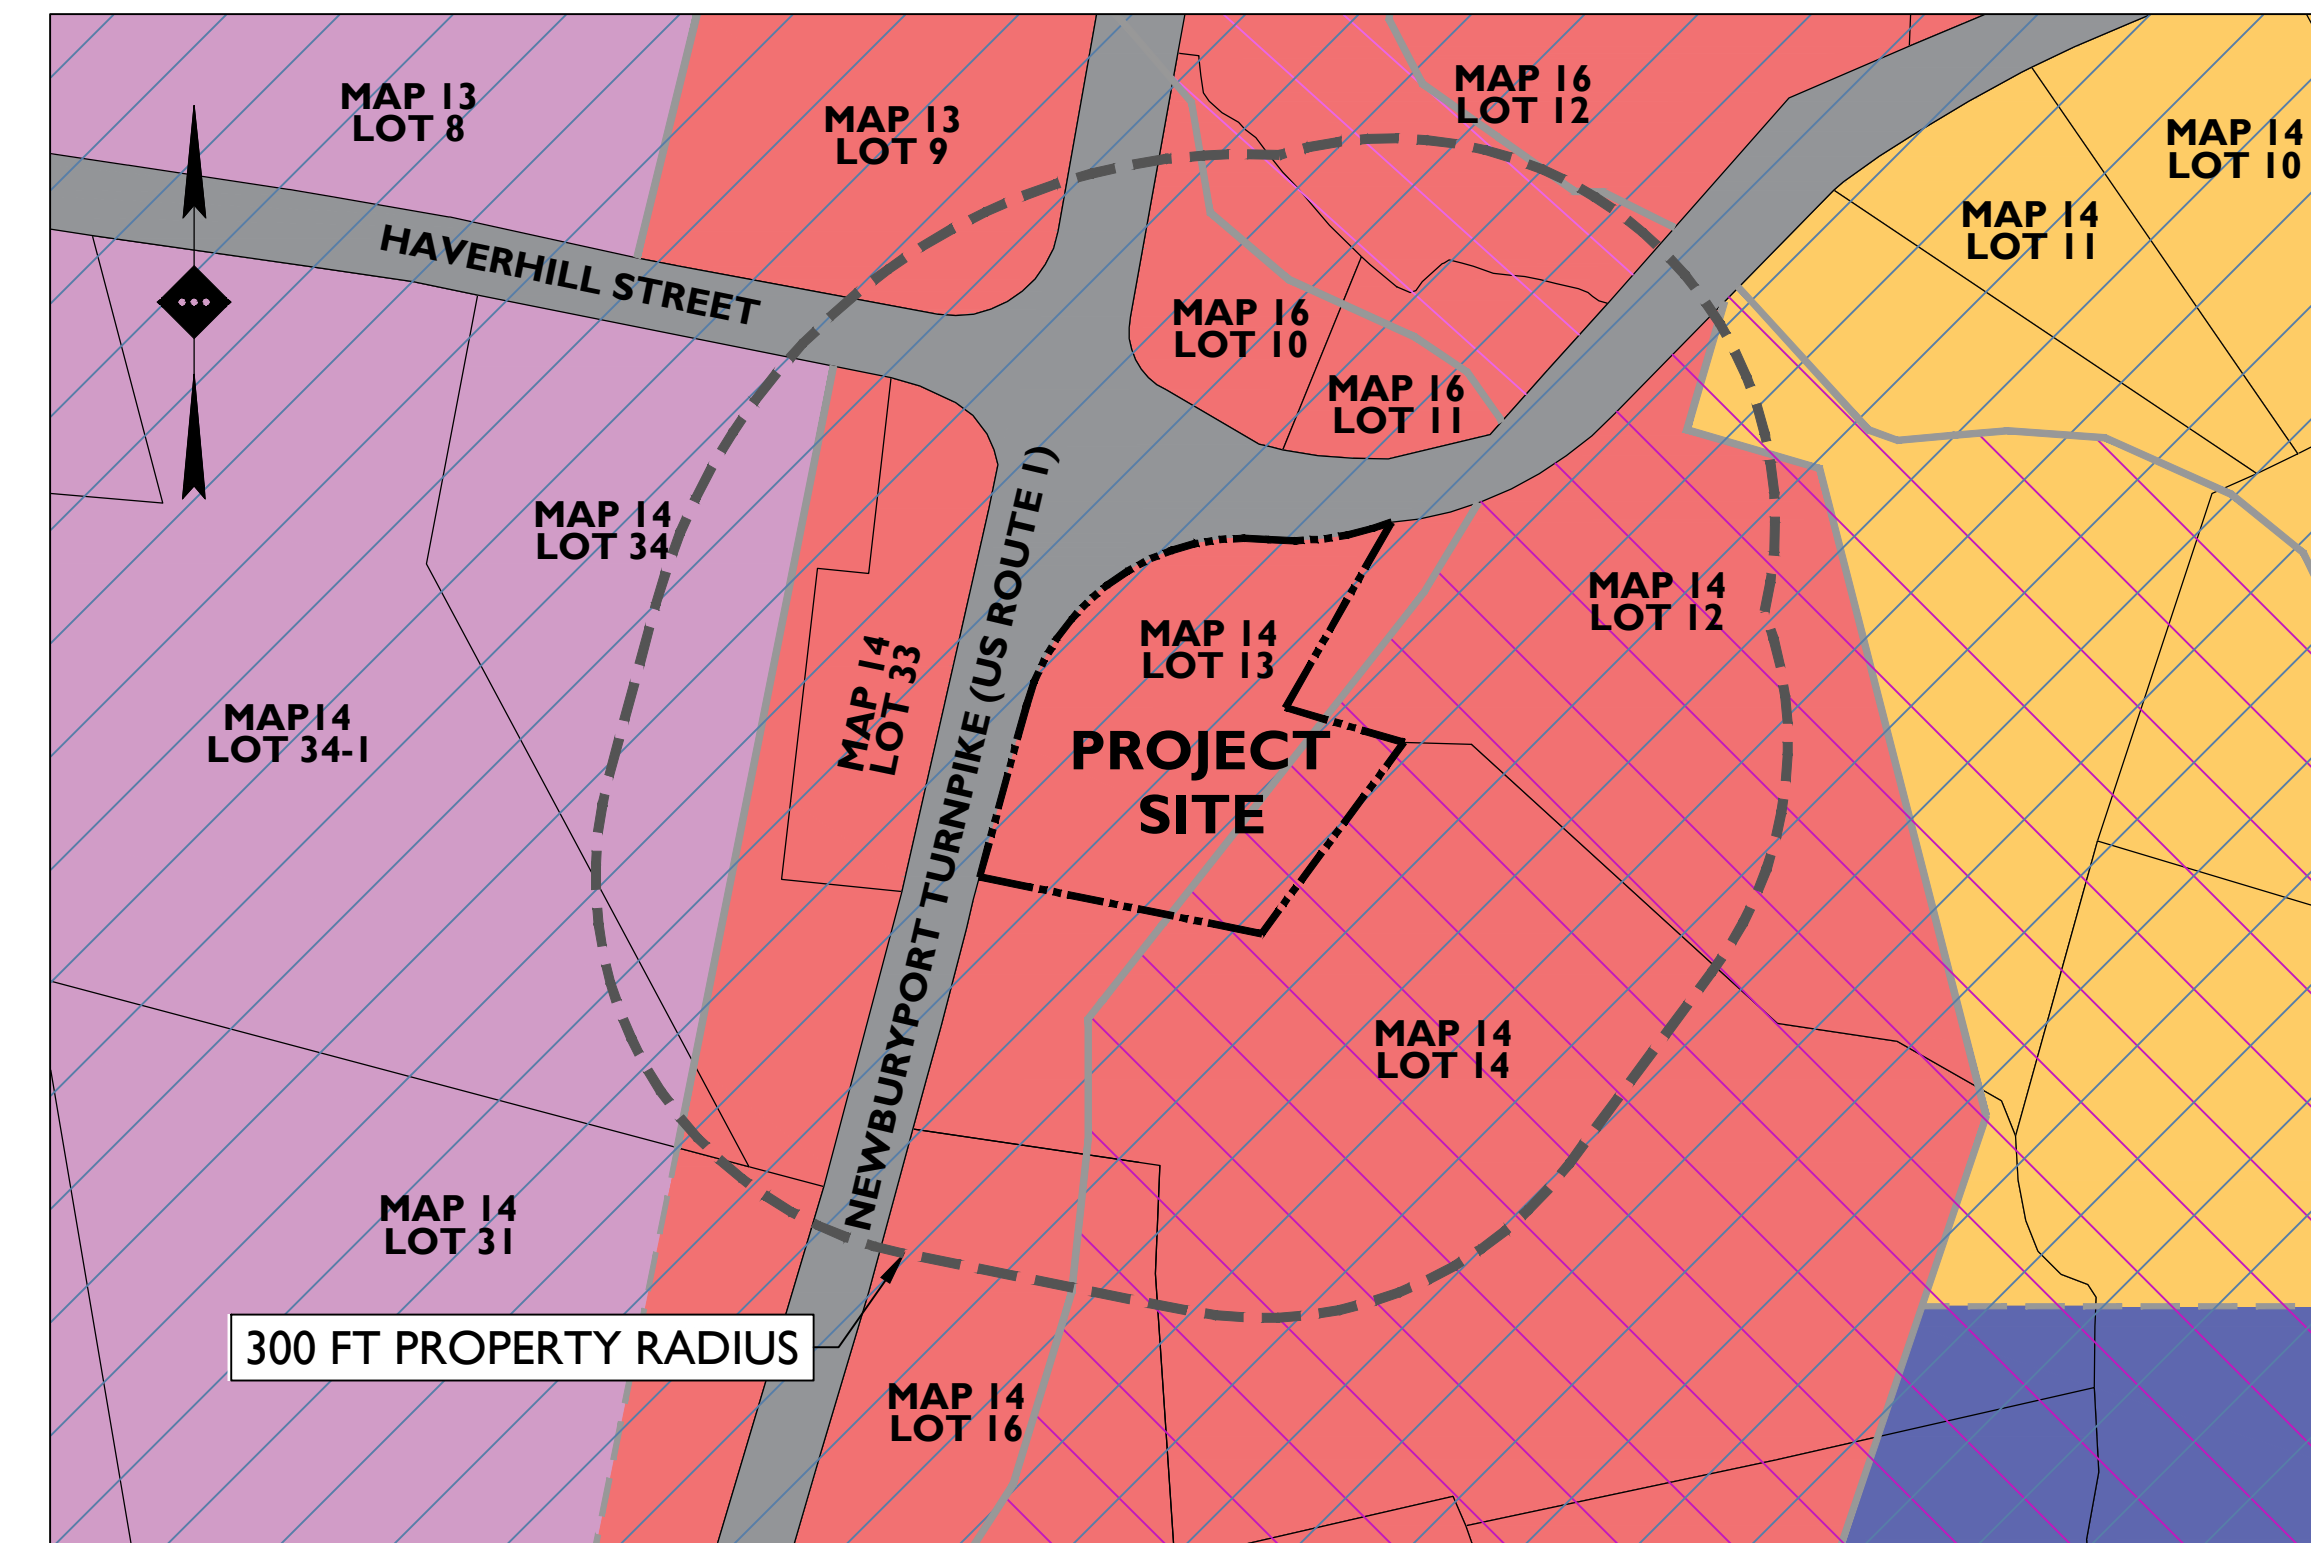 MAP 13
LOT 8
MAP 13
LOT 9
MAP 16
LOT 12
MAP 14
LOT 10
MAP 14
LOT 11
HAVERHILL STREET
MAP 16
LOT 10
MAP 16
LOT 11
MAP 14
LOT 34
MAP 14
LOT 12
MAP 14
LOT 13
MAP 14
LOT 33
NEWBURYPORT TURNPIKE (US ROUTE 1)
MAP14
LOT 34-1
PROJECT
SITE
MAP 14
LOT 14
MAP 14
LOT 31
300 FT PROPERTY RADIUS
MAP 14
LOT 16